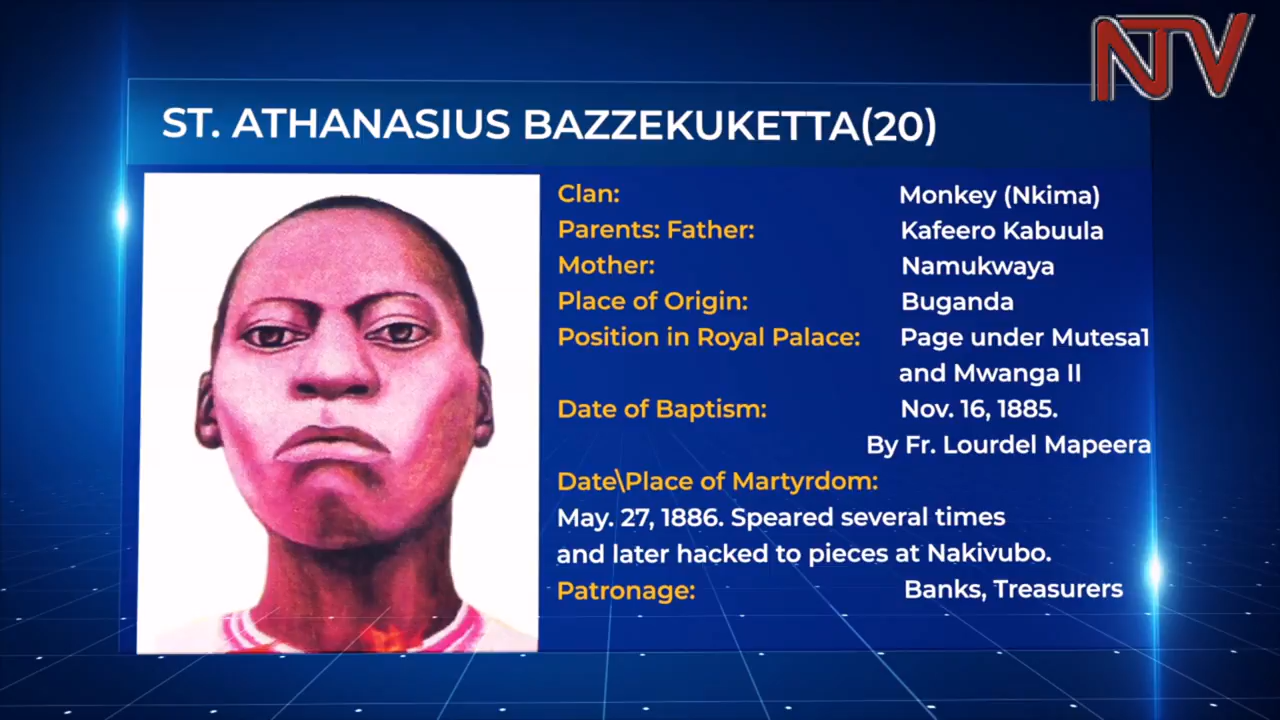 NTV
ST. ATHANASIUS BAZZEKUKETTA(20)
Clan: Monkey (Nkima)
Parents: Father: Kafeero Kabuula
Mother: Namukwaya
Place of Origin: Buganda
Position in Royal Palace: Page under Mutesa1
and Mwanga II
Date of Baptism: Nov. 16, 1885.
By Fr. Lourdel Mapeera
Date\Place of Martyrdom:
May. 27, 1886. Speared several times
and later hacked to pieces at Nakivubo.
Patronage: Banks, Treasurers